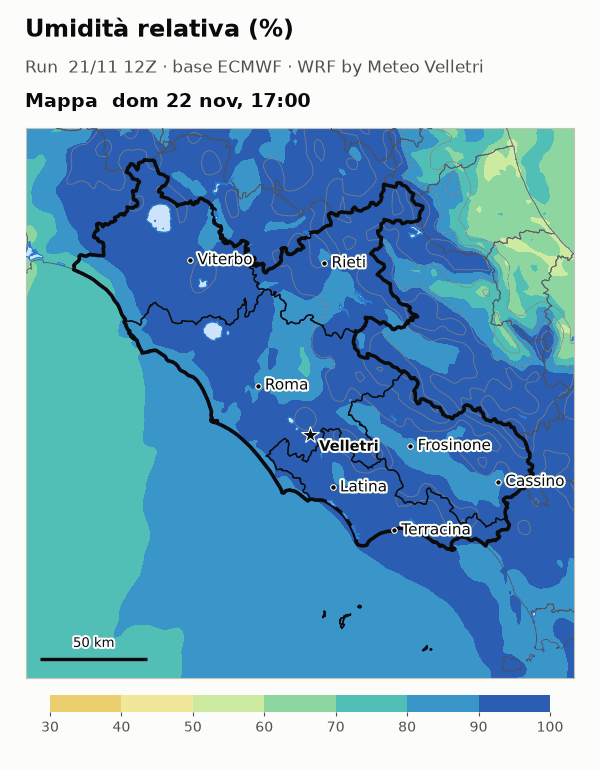 Umidità relativa (%)
Run  21/11 12Z · base ECMWF · WRF by Meteo Velletri
Mappa  dom 22 nov, 17:00
Viterbo
Rieti
Roma
Velletri
Frosinone
Cassino
Latina
Terracina
50 km
30 40 50 60 70 80 90 100